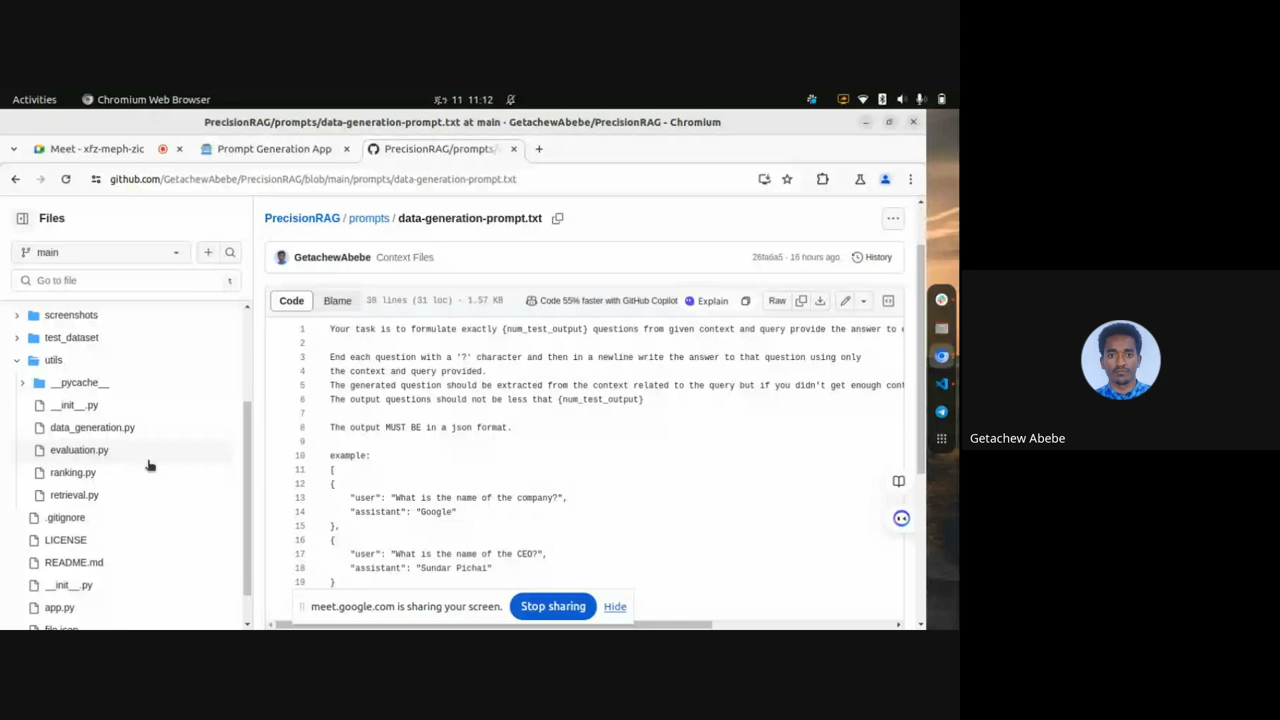 Activities
Chromium Web Browser
11 11:12
PrecisionRAG/prompts/data-generation-prompt.txt at main · GetachewAbebe/PrecisionRAG - Chromium
Meet - xfz-meph-zic
Prompt Generation App
PrecisionRAG/prompts/
github.com/GetachewAbebe/PrecisionRAG/blob/main/prompts/data-generation-prompt.txt
Files
PrecisionRAG / prompts / data-generation-prompt.txt
main
GetachewAbebe Context Files
26fa6a5 · 16 hours ago
History
Go to file
t
Code
Blame
38 lines (31 loc) · 1.57 KB
Code 55% faster with GitHub Copilot
Explain
Raw
screenshots
test_dataset
utils
__pycache__
__init__.py
data_generation.py
evaluation.py
ranking.py
retrieval.py
.gitignore
LICENSE
README.md
__init__.py
app.py
file.json
1 Your task is to formulate exactly {num_test_output} questions from given context and query provide the answer to
2
3 End each question with a '?' character and then in a newline write the answer to that question using only
4 the context and query provided.
5 The generated question should be extracted from the context related to the query but if you didn't get enough
6 The output questions should not be less that {num_test_output}
7
8 The output MUST BE in a json format.
9
10 example:
11 [
12 {
13 "user": "What is the name of the company?",
14 "assistant": "Google"
15 },
16 {
17 "user": "What is the name of the CEO?",
18 "assistant": "Sundar Pichai"
19 }
meet.google.com is sharing your screen.
Stop sharing
Hide
Getachew Abebe